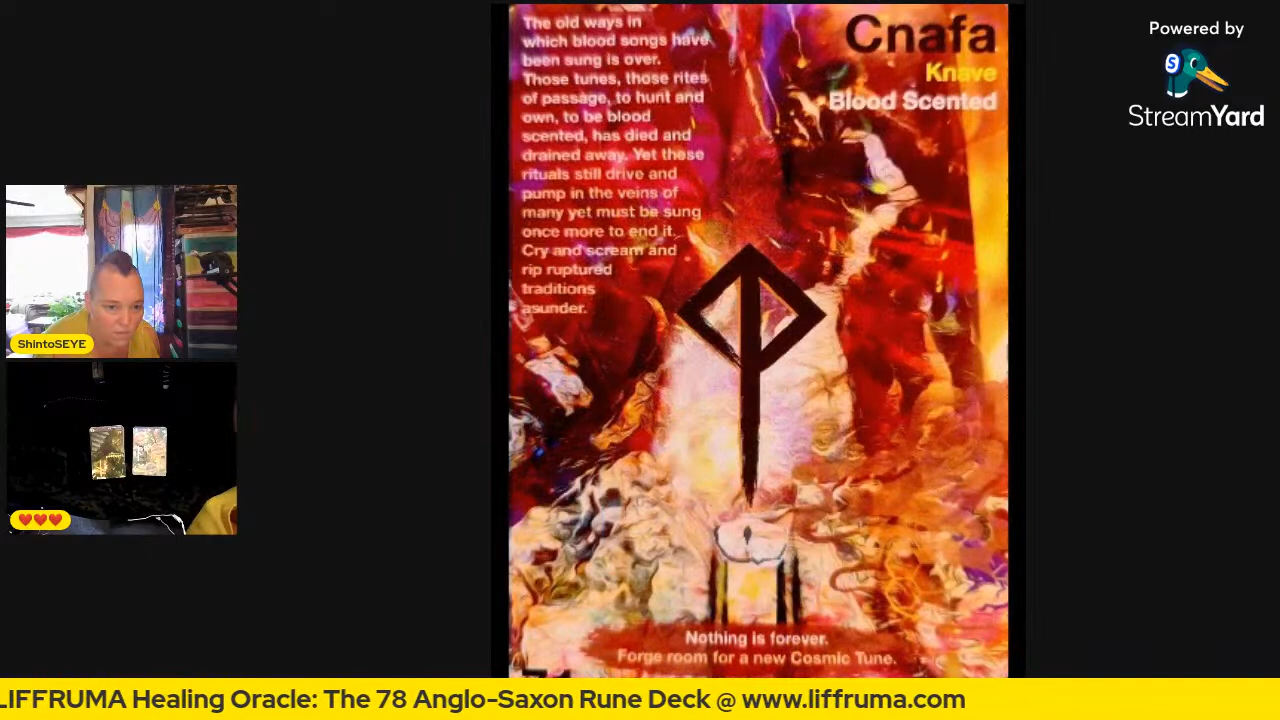 The old ways in
which blood songs have
been sung is over.
Those tunes, those rites
of passage, to hunt and
own, to be blood
scented, has died and
drained away. Yet these
rituals still drive and
pump in the veins of
many yet must be sung
once more to end it.
Cry and scream and
rip ruptured
traditions
asunder.
Cnafa
Knave
Blood Scented
Powered by
StreamYard
ShintoSEYE
Nothing is forever.
Forge room for a new Cosmic Tune.
LIFFRUMA Healing Oracle: The 78 Anglo-Saxon Rune Deck @ www.liffruma.com